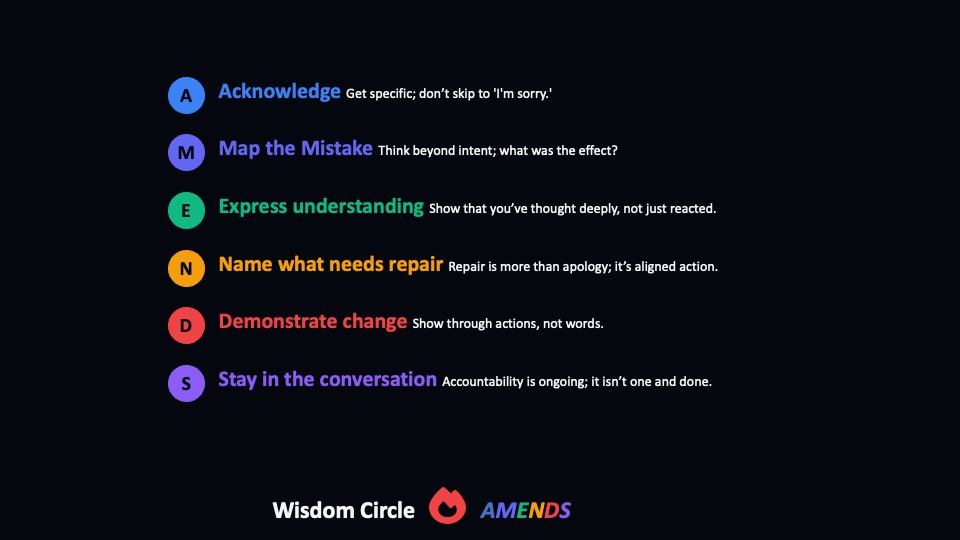 A Acknowledge Get specific; don’t skip to 'I'm sorry.'
M Map the Mistake Think beyond intent; what was the effect?
E Express understanding Show that you’ve thought deeply, not just reacted.
N Name what needs repair Repair is more than apology; it’s aligned action.
D Demonstrate change Show through actions, not words.
S Stay in the conversation Accountability is ongoing; it isn’t one and done.
Wisdom Circle AMENDS